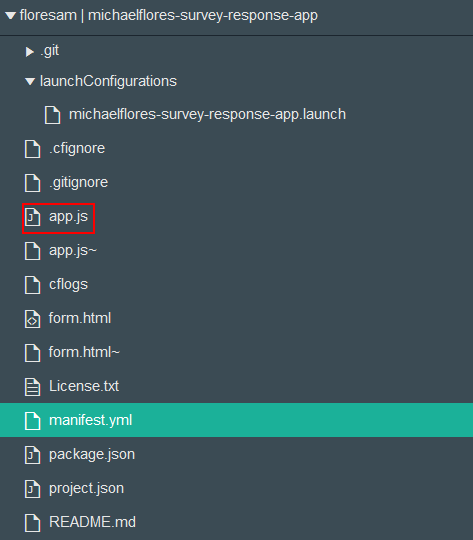 floresam | michaelflores-survey-response-app
.git
launchConfigurations
michaelflores-survey-response-app.launch
.cfignore
.gitignore
app.js
app.js~
cflogs
form.html
form.html~
License.txt
manifest.yml
package.json
project.json
README.md